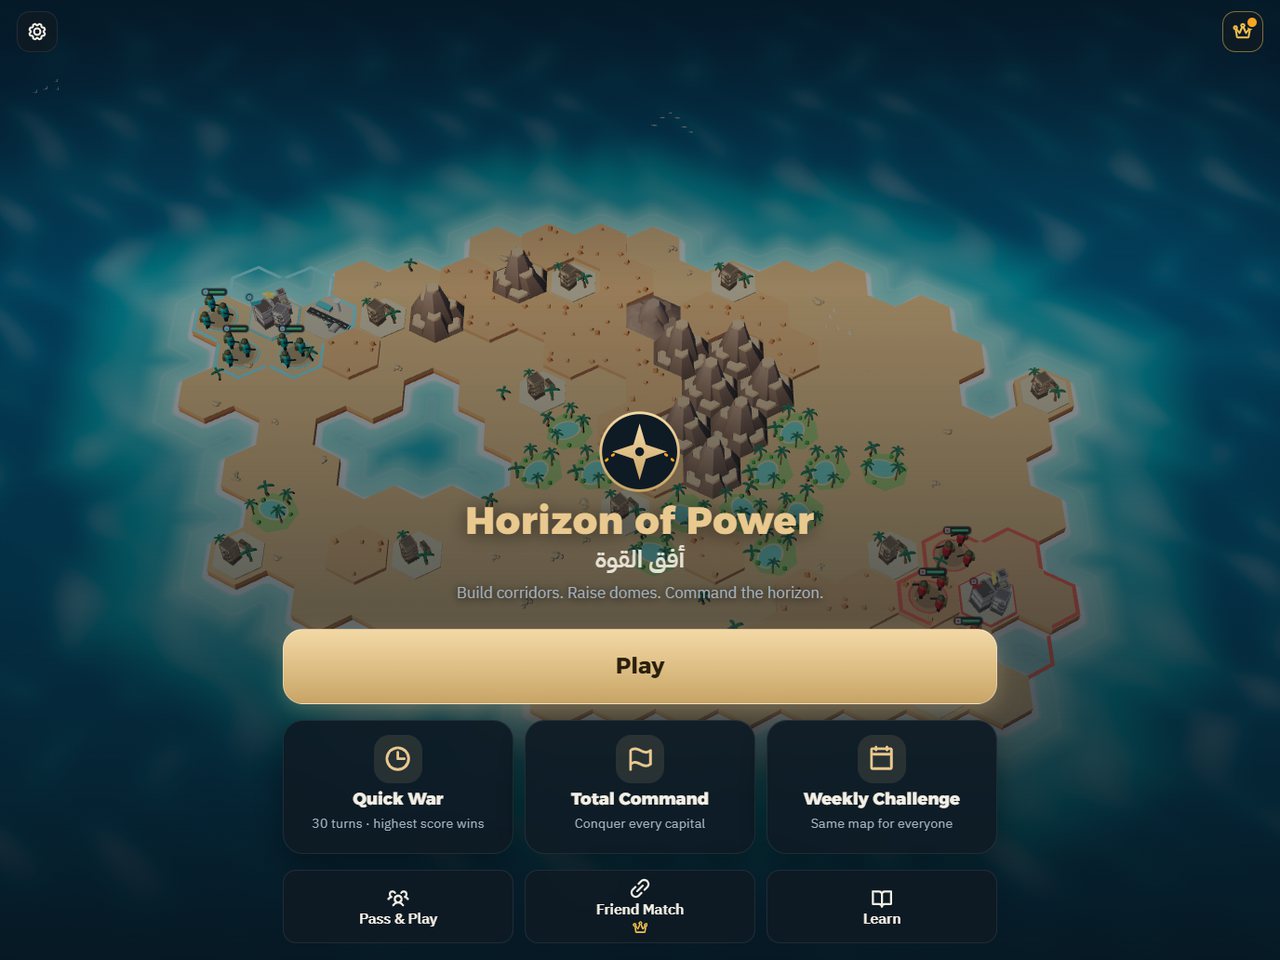 Horizon of Power
أفق القوة
Build corridors. Raise domes. Command the horizon.
Play
Quick War
30 turns · highest score wins
Total Command
Conquer every capital
Weekly Challenge
Same map for everyone
Pass & Play
Friend Match
Learn